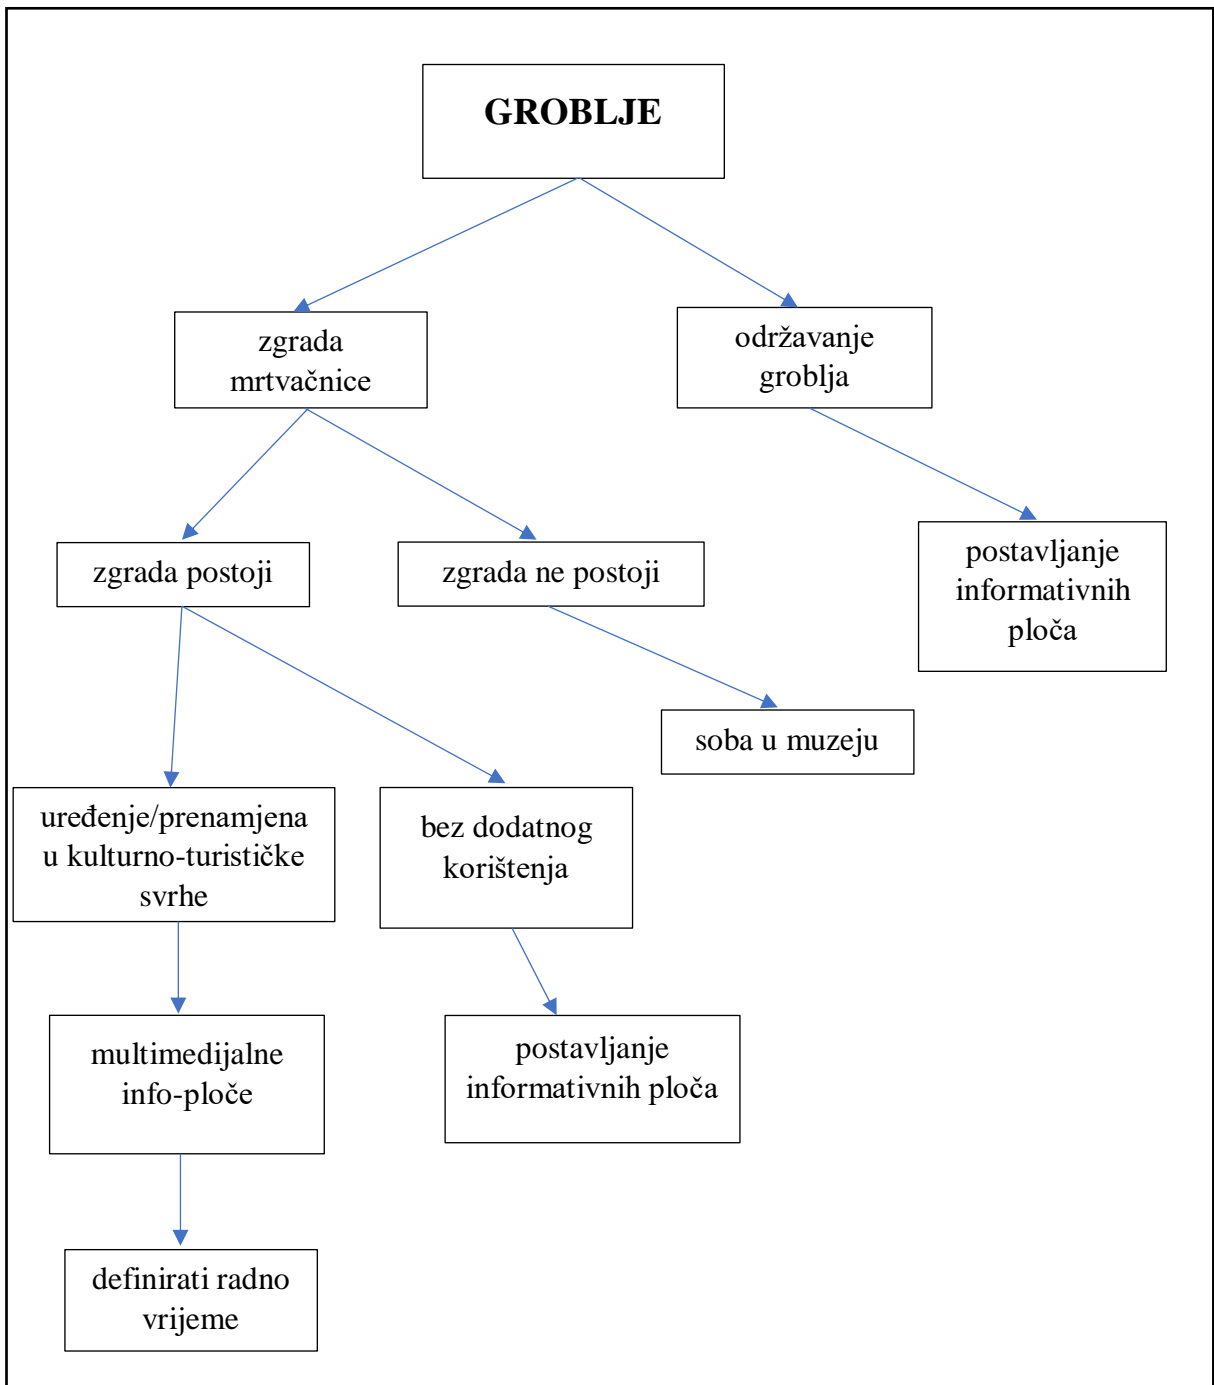 GROBLJE
zgrada
mrtvačnice
održavanje
groblja
zgrada postoji
zgrada ne postoji
postavljanje
informativnih
ploča
soba u muzeju
uređenje/prenamjena
u kulturno-turističke
svrhe
bez dodatnog
korištenja
multimedijalne
info-ploče
postavljanje
informativnih ploča
definirati radno
vrijeme